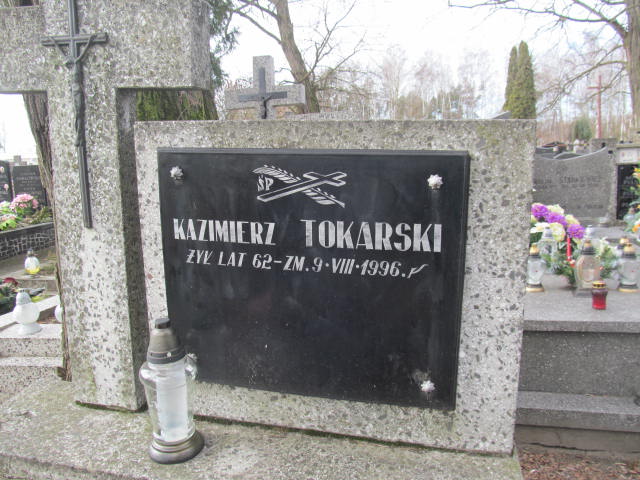 ŚP
KAZIMIERZ TOKARSKI
ŻYŁ LAT 62-ZM. 9·VIII·1996.r